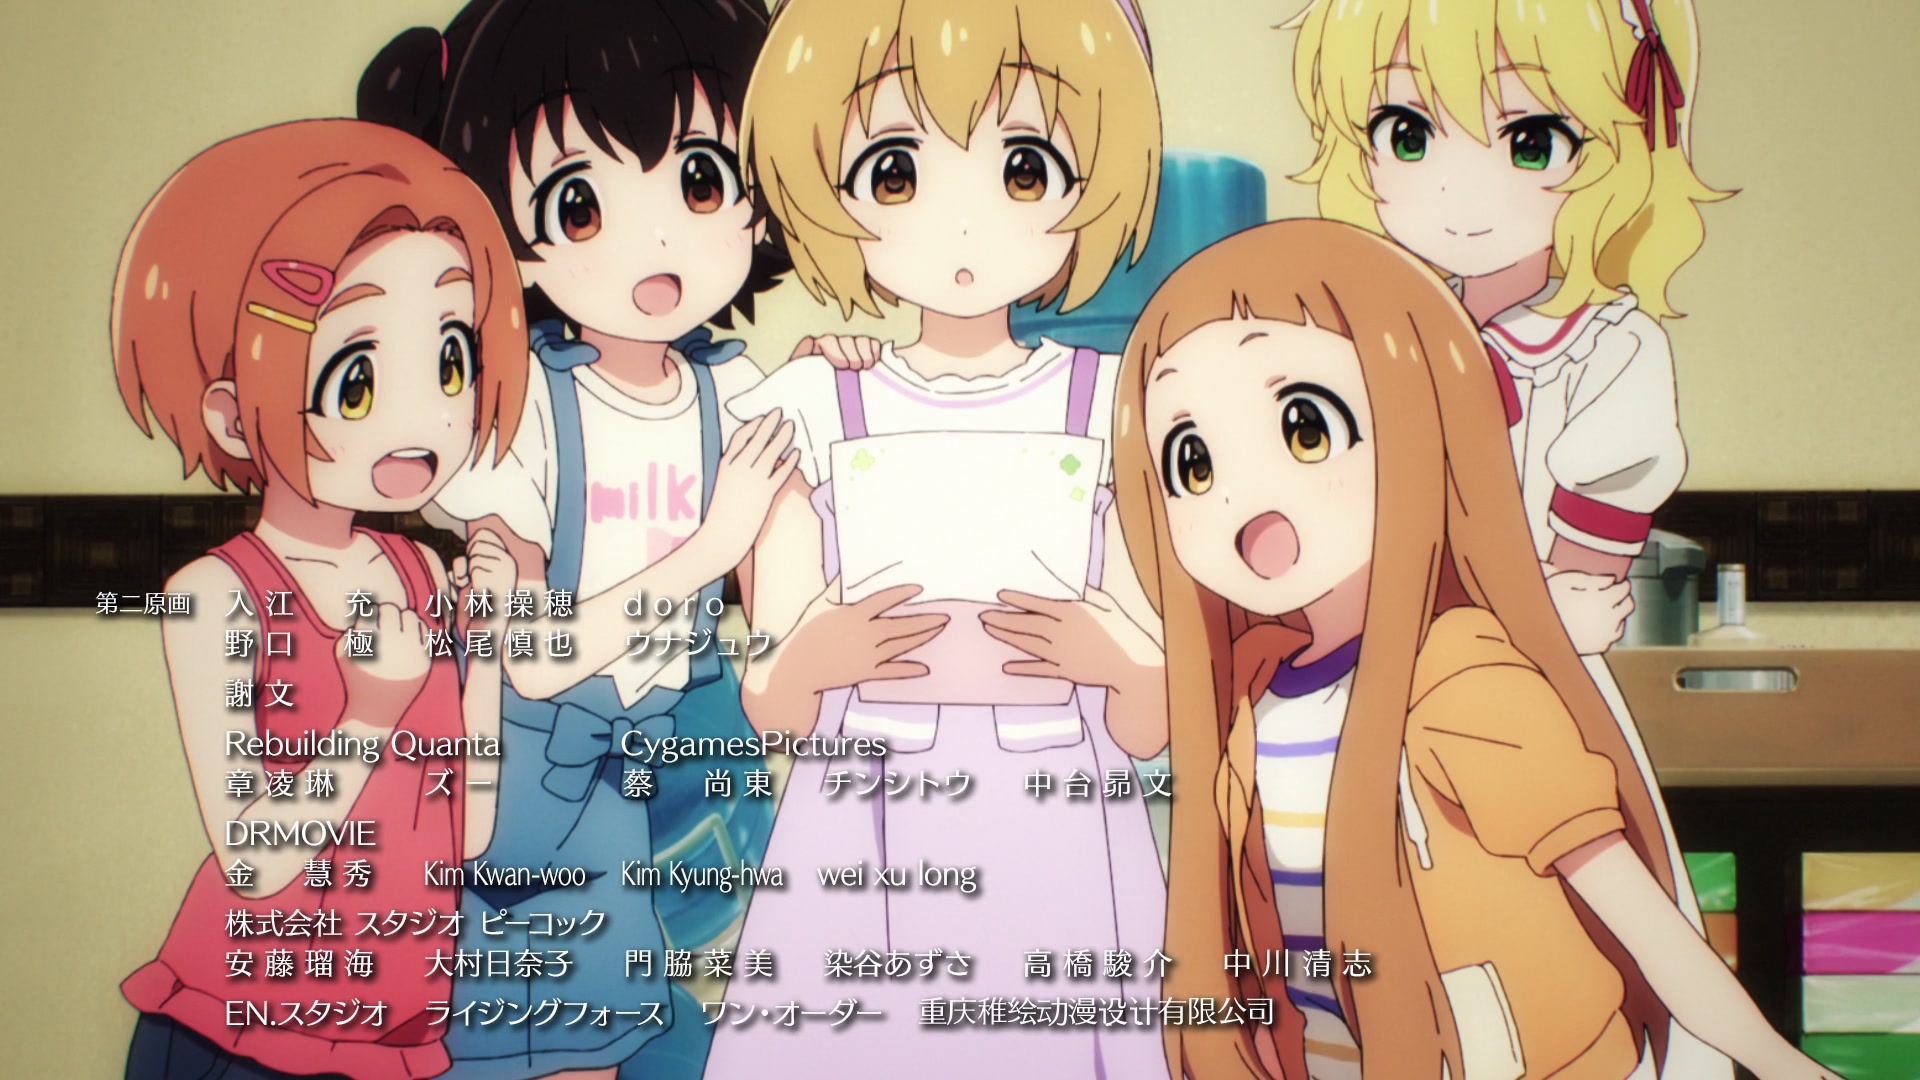 milk
第二原画 入江 充 小林操穂 doro
野口 極 松尾慎也 ウナジュウ
謝文
Rebuilding Quanta CygamesPictures
章凌琳 ズー 蔡 尚東 チンシトウ 中台昴文
DRMOVIE
金 慧秀 Kim Kwan-woo Kim Kyung-hwa wei xu long
株式会社 スタジオ ピーコック
安藤瑠海 大村日奈子 門脇菜美 染谷あずさ 高橋駿介 中川清志
EN.スタジオ ライジングフォース ワン・オーダー 重庆稚绘动漫设计有限公司